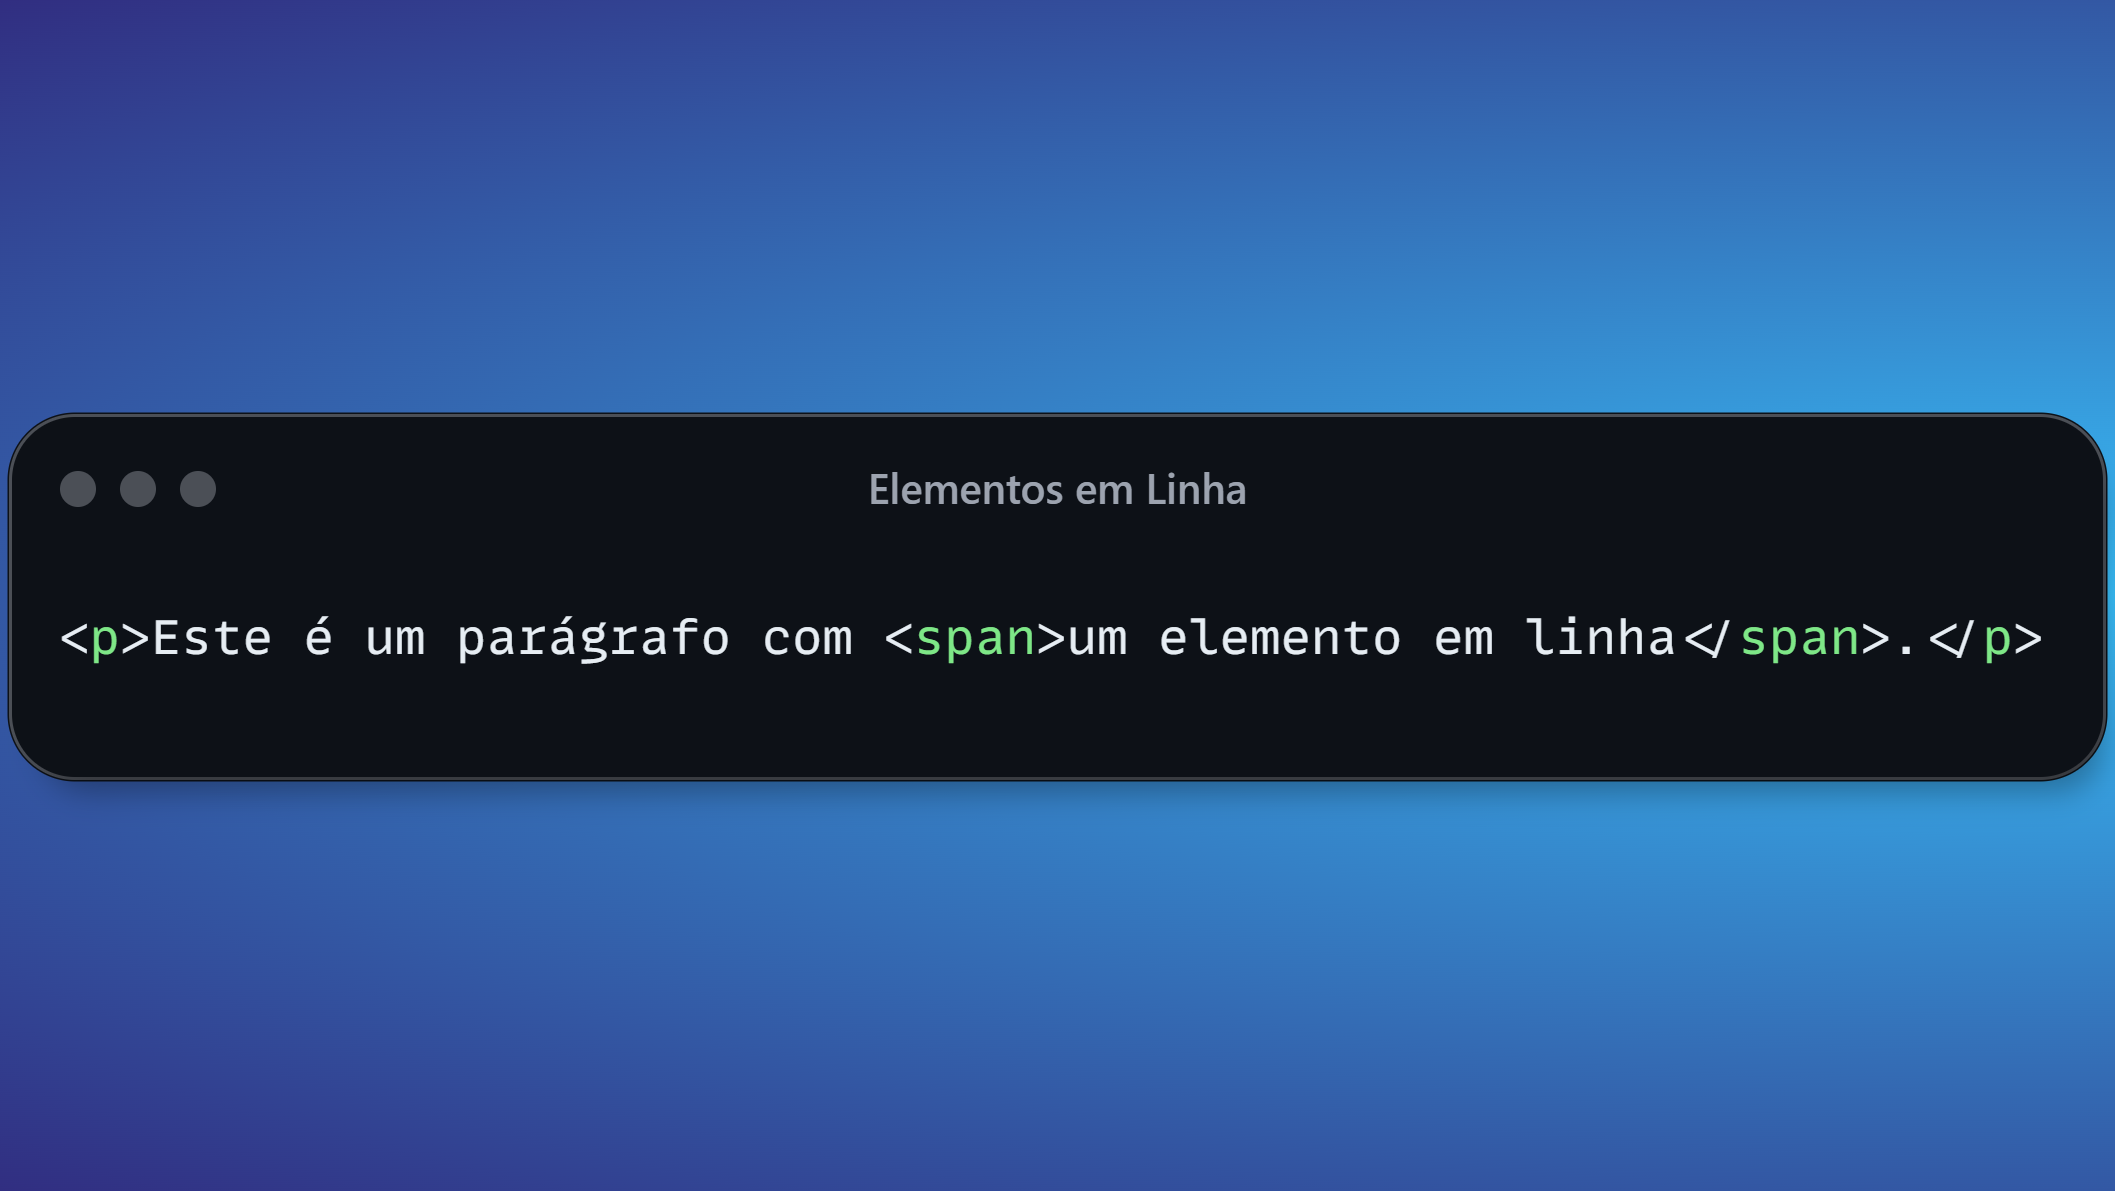 Elementos em Linha
<p>Este é um parágrafo com <span>um elemento em linha</span>.</p>